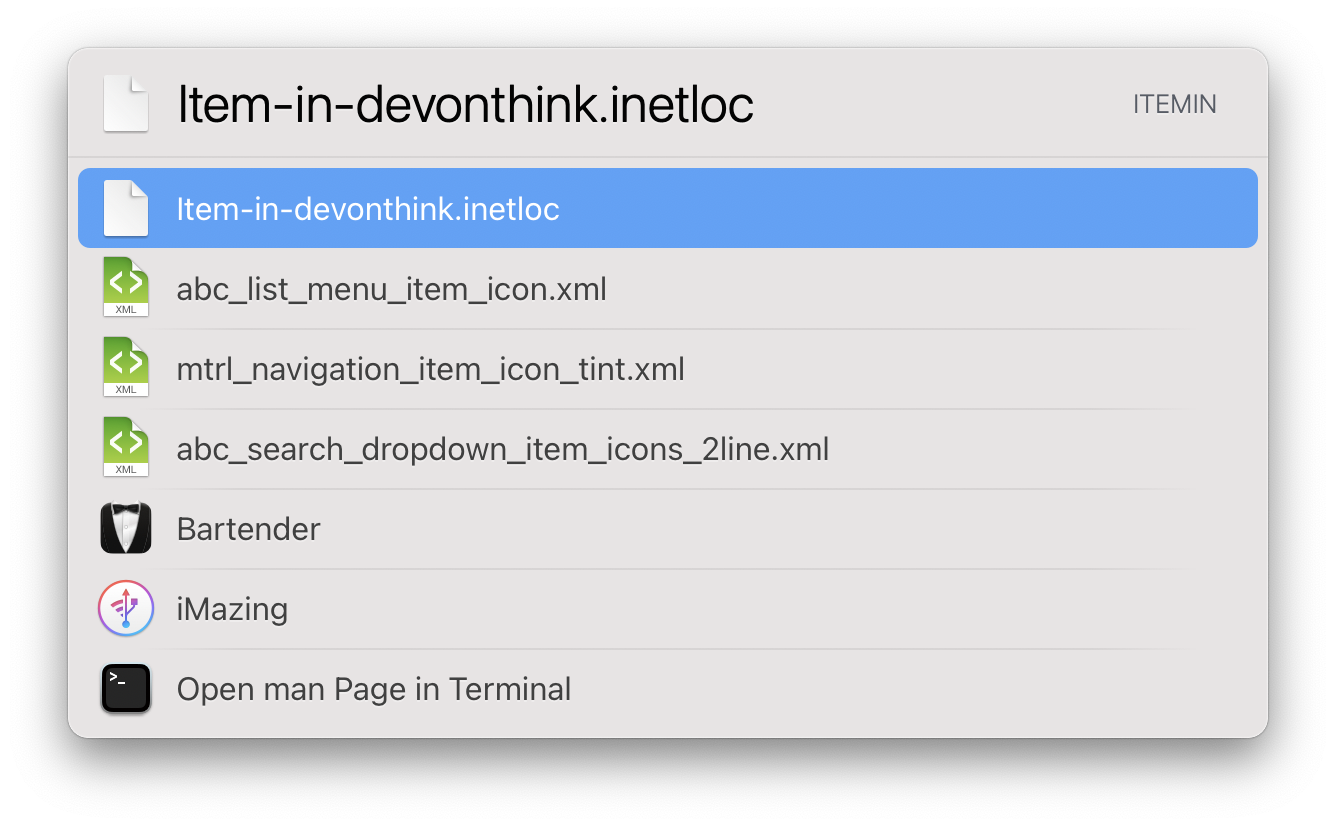 Item-in-devonthink.inetloc
ITEMIN
Item-in-devonthink.inetloc
XML
abc_list_menu_item_icon.xml
XML
mtrl_navigation_item_icon_tint.xml
XML
abc_search_dropdown_item_icons_2line.xml
Bartender
iMazing
>_
Open man Page in Terminal